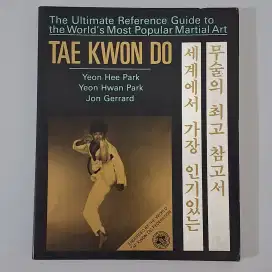 The Ultimate Reference Guide to
the World's Most Popular Martial Art
TAE KWON DO
Yeon Hee Park
Yeon Hwan Park
Jon Gerrard
무술의 최고 참고서
세계에서 가장 인기있는